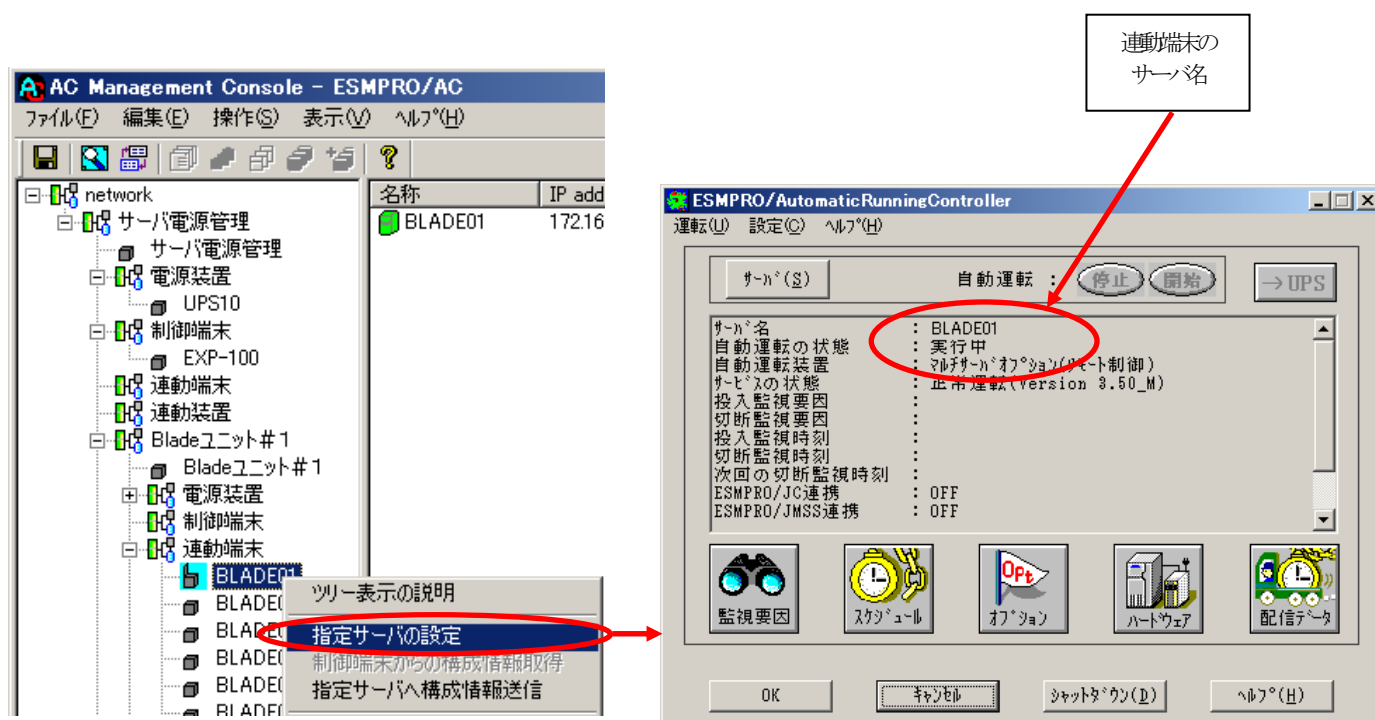 連動端末の
サーバ名
AC Management Console - ESMPRO/AC
ファイル(F) 編集(E) 操作(S) 表示(V) ﾍﾙﾌﾟ(H)
network
サーバ電源管理
サーバ電源管理
電源装置
UPS10
制御端末
EXP-100
連動端末
連動装置
Bladeユニット#1
Bladeユニット#1
電源装置
制御端末
連動端末
BLADE01
名称 IP add
BLADE01 172.16
ツリー表示の説明
指定サーバの設定
制御端末からの構成情報取得
指定サーバへ構成情報送信
ESMPRO/AutomaticRunningController
運転(U) 設定(C) ﾍﾙﾌﾟ(H)
ｻｰﾊﾞ(S) 自動運転 : 停止 開始 →UPS
ｻｰﾊﾞ名 : BLADE01
自動運転の状態 : 実行中
自動運転装置 : ﾏﾙﾁｻｰﾊﾞｵﾌﾟｼｮﾝ(ﾘﾓｰﾄ制御)
ｻｰﾋﾞｽの状態 : 正常運転(Version 3.50_M)
投入監視要因 :
切断監視要因 :
投入監視時刻 :
切断監視時刻 :
次回の切断監視時刻 :
ESMPRO/JC連携 : OFF
ESMPRO/JMSS連携 : OFF
監視要因 ｽｹｼﾞｭｰﾙ ｵﾌﾟｼｮﾝ ﾊｰﾄﾞｳｪｱ 配信ﾃﾞｰﾀ
OK ｷｬﾝｾﾙ ｼｬｯﾄﾀﾞｳﾝ(D) ﾍﾙﾌﾟ(H)